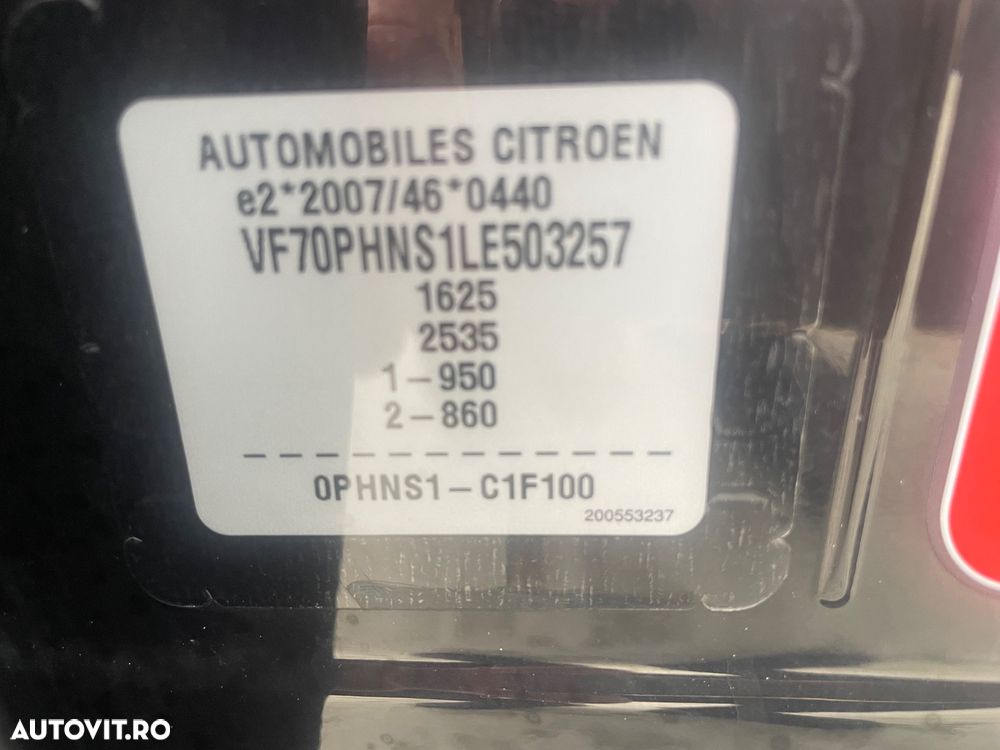 AUTOMOBILES CITROEN
e2*2007/46*0440
VF70PHNS1LE503257
1625
2535
1-950
2-860
0PHNS1-C1F100
200553237
AUTOVIT.RO